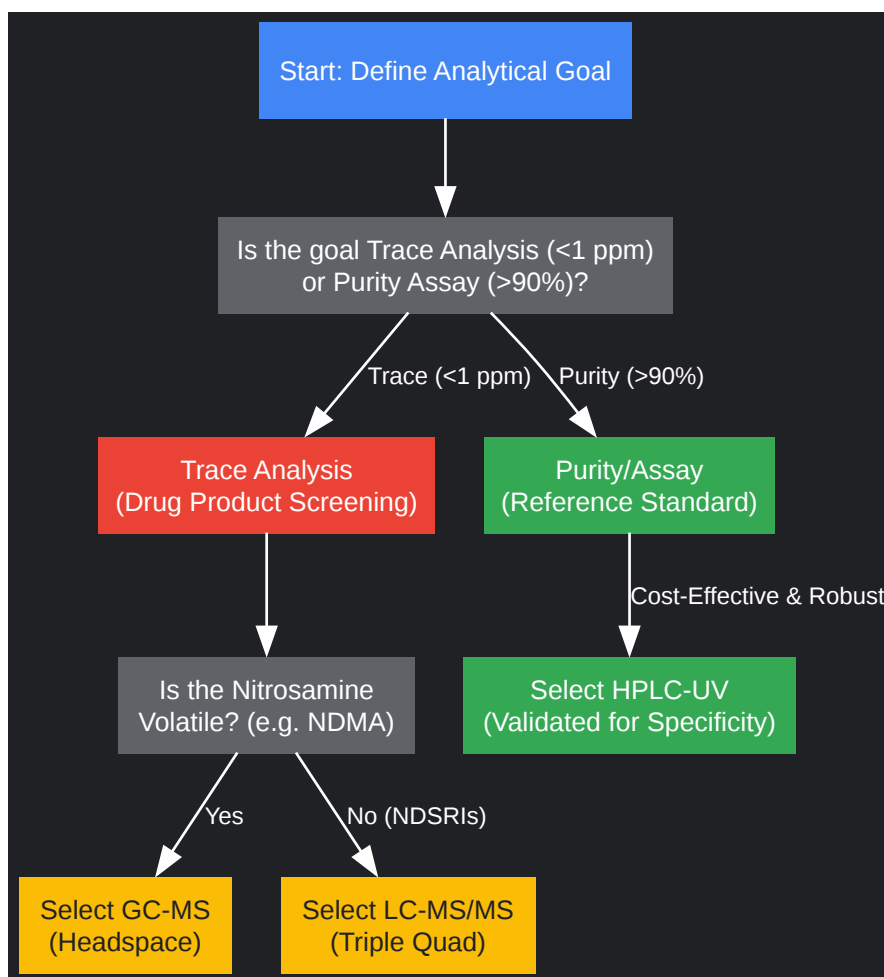 Start: Define Analytical Goal
Is the goal Trace Analysis (<1 ppm)
or Purity Assay (>90%)?
Trace (<1 ppm)
Purity (>90%)
Trace Analysis
(Drug Product Screening)
Purity/Assay
(Reference Standard)
Cost-Effective & Robust
Is the Nitrosamine
Volatile? (e.g. NDMA)
Select HPLC-UV
(Validated for Specificity)
Yes
No (NDSRIs)
Select GC-MS
(Headspace)
Select LC-MS/MS
(Triple Quad)